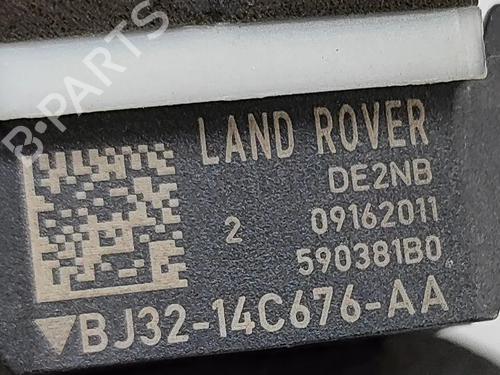 B-PARTS
LAND ROVER
DE2NB
2 09162011
590381B0
BJ32-14C676-AA